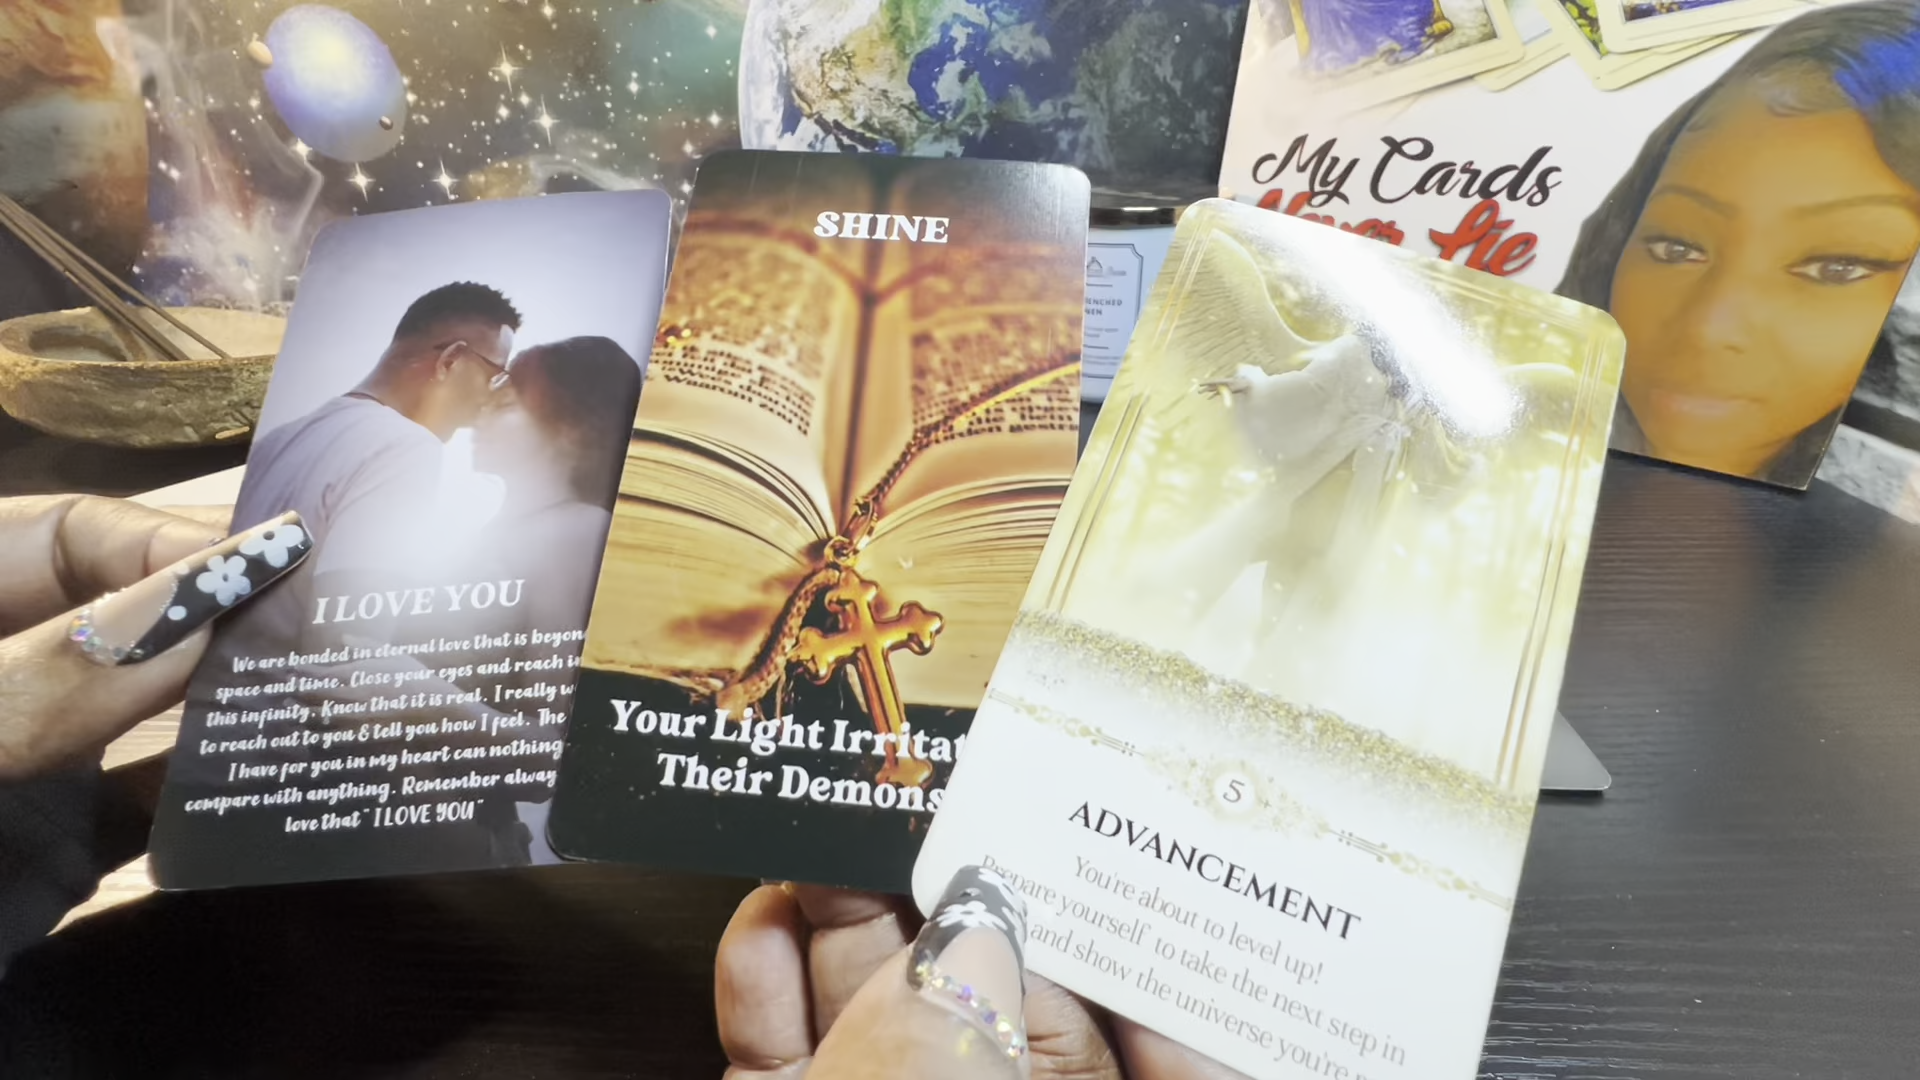 My Cards
Never Lie
I LOVE YOU
We are bonded in eternal love that is beyon
space and time. Close your eyes and reach in
this infinity. Know that it is real. I really w
to reach out to you & tell you how I feel. The
I have for you in my heart can nothing
compare with anything. Remember alway
love that " I LOVE YOU"
SHINE
Your Light Irritat
Their Demons
5
ADVANCEMENT
You're about to level up!
Prepare yourself to take the next step in
and show the universe you're